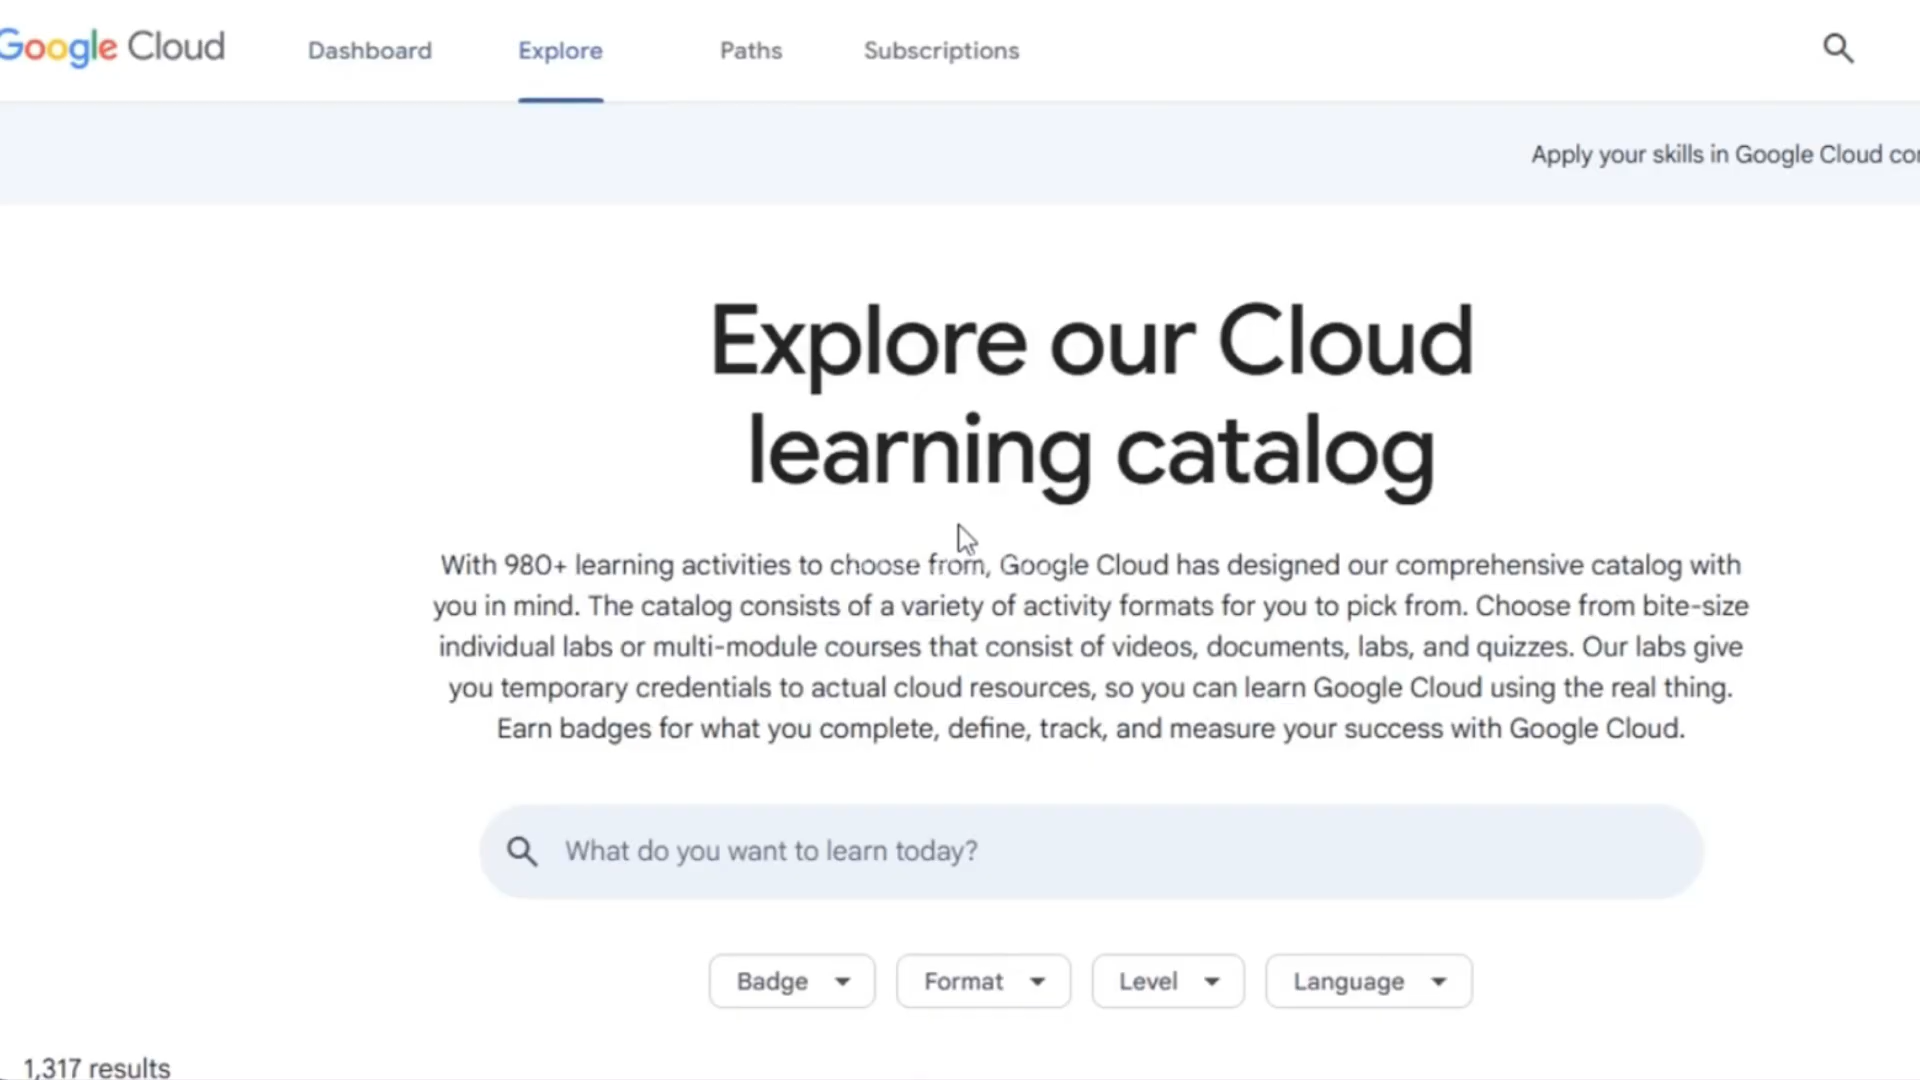 Google Cloud
Dashboard
Explore
Paths
Subscriptions
Apply your skills in Google Cloud
Explore our Cloud
learning catalog
With 980+ learning activities to choose from, Google Cloud has designed our comprehensive catalog with
you in mind. The catalog consists of a variety of activity formats for you to pick from. Choose from bite-size
individual labs or multi-module courses that consist of videos, documents, labs, and quizzes. Our labs give
you temporary credentials to actual cloud resources, so you can learn Google Cloud using the real thing.
Earn badges for what you complete, define, track, and measure your success with Google Cloud.
What do you want to learn today?
Badge
Format
Level
Language
1,317 results